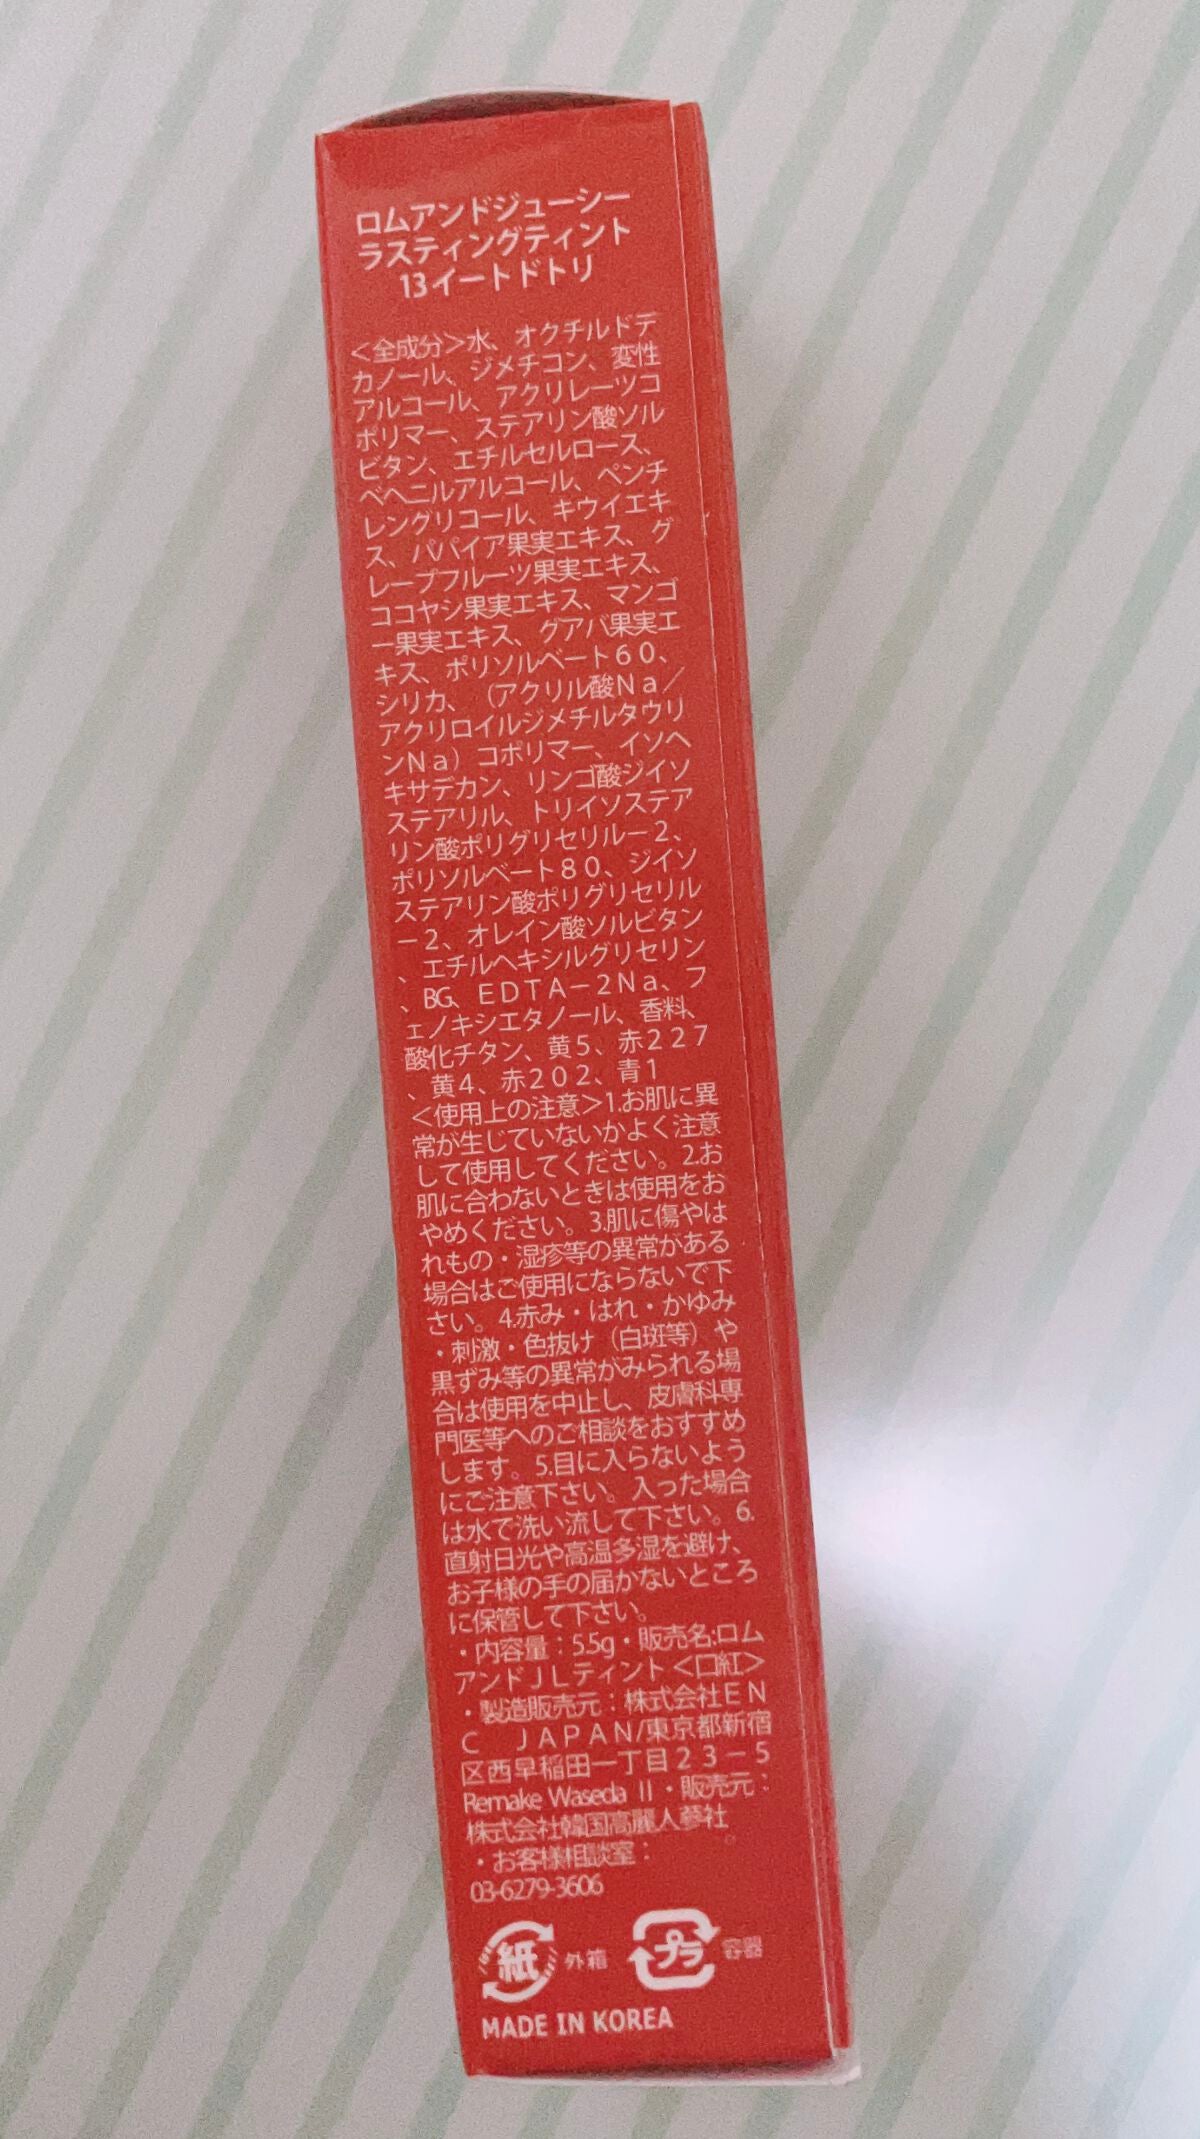 ロムアンドジューシー
ラスティングティント
13イートドトリ
<全成分>水、オクチルドデ
カノール、ジメチコン、変性
アルコール、アクリレーツコ
ポリマー、ステアリン酸ソル
ビタン、エチルセルロース、
ベヘニルアルコール、ペンチ
レングリコール、キウイエキ
ス、パパイア果実エキス、グ
レープフルーツ果実エキス、
ココヤシ果実エキス、マンゴ
ー果実エキス、グアバ果実エ
キス、ポリソルベート60、
シリカ、（アクリル酸Na／
アクリロイルジメチルタウリ
ンNa）コポリマー、イソヘ
キサデカン、リンゴ酸ジイソ
ステアリル、トリイソステア
リン酸ポリグリセリルー2、
ポリソルベート80、ジイソ
ステアリン酸ポリグリセリル
ー2、オレイン酸ソルビタン
、エチルヘキシルグリセリン
、BG、EDTA－2Na、フ
ェノキシエタノール、香料、
酸化チタン、黄5、赤227
、黄4、赤202、青1
<使用上の注意>1.お肌に異
常が生じていないかよく注意
して使用してください。2.お
肌に合わないときは使用をお
やめください。3.肌に傷やは
れもの・湿疹等の異常がある
場合はご使用にならないで下
さい。4.赤み・はれ・かゆみ
・刺激・色抜け（白斑等）や
黒ずみ等の異常がみられる場
合は使用を中止し、皮膚科専
門医等へのご相談をおすすめ
します。5.目に入らないよう
にご注意下さい。入った場合
は水で洗い流して下さい。6.
直射日光や高温多湿を避け、
お子様の手の届かないところ
に保管して下さい。
・内容量：5.5g・販売名:ロム
アンドＪＬティント<口紅>
・製造販売元：株式会社ＥＮ
Ｃ　ＪＡＰＡＮ/東京都新宿
区西早稲田一丁目２３－５
Remake Waseda II・販売元：
株式会社韓国高麗人蔘社
・お客様相談室：
03-6279-3606
紙 外箱 プラ 容器
MADE IN KOREA